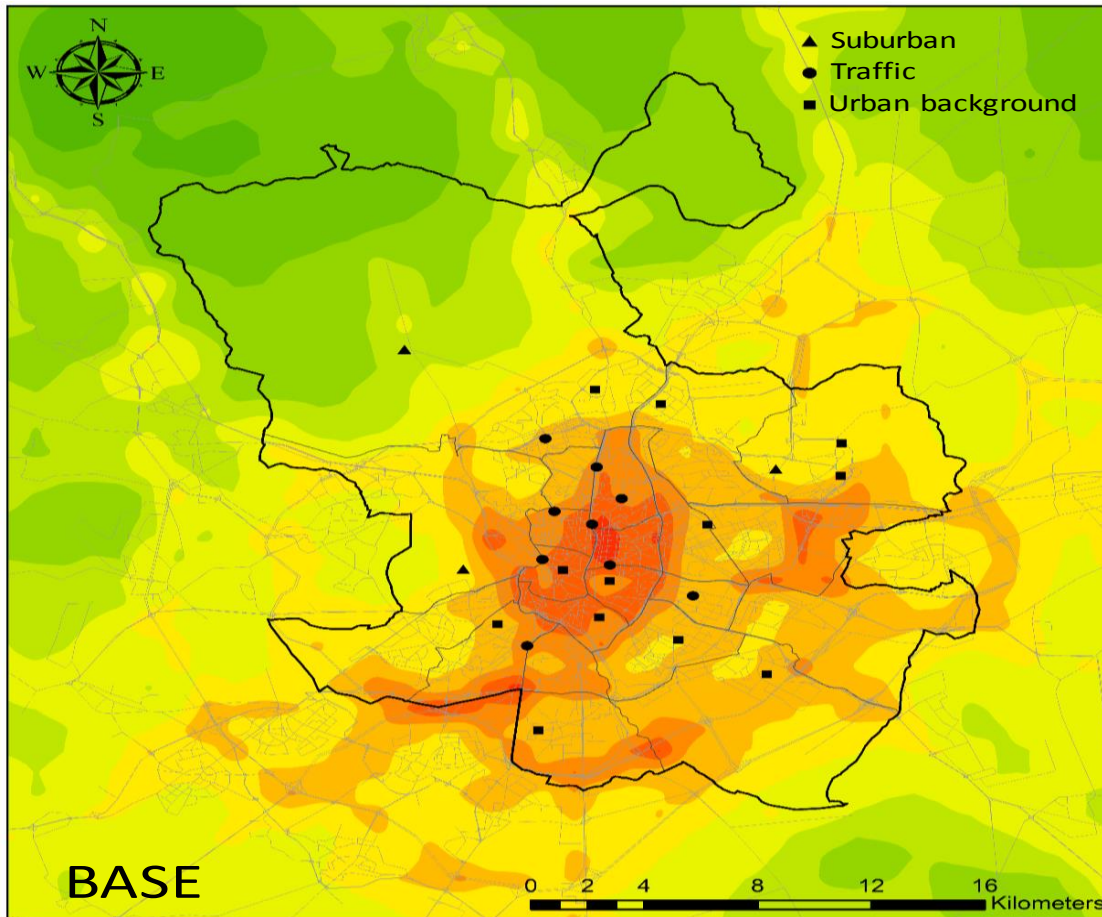 N
W E
S
Suburban
Traffic
Urban background
BASE
0 2 4 8 12 16
Kilometers